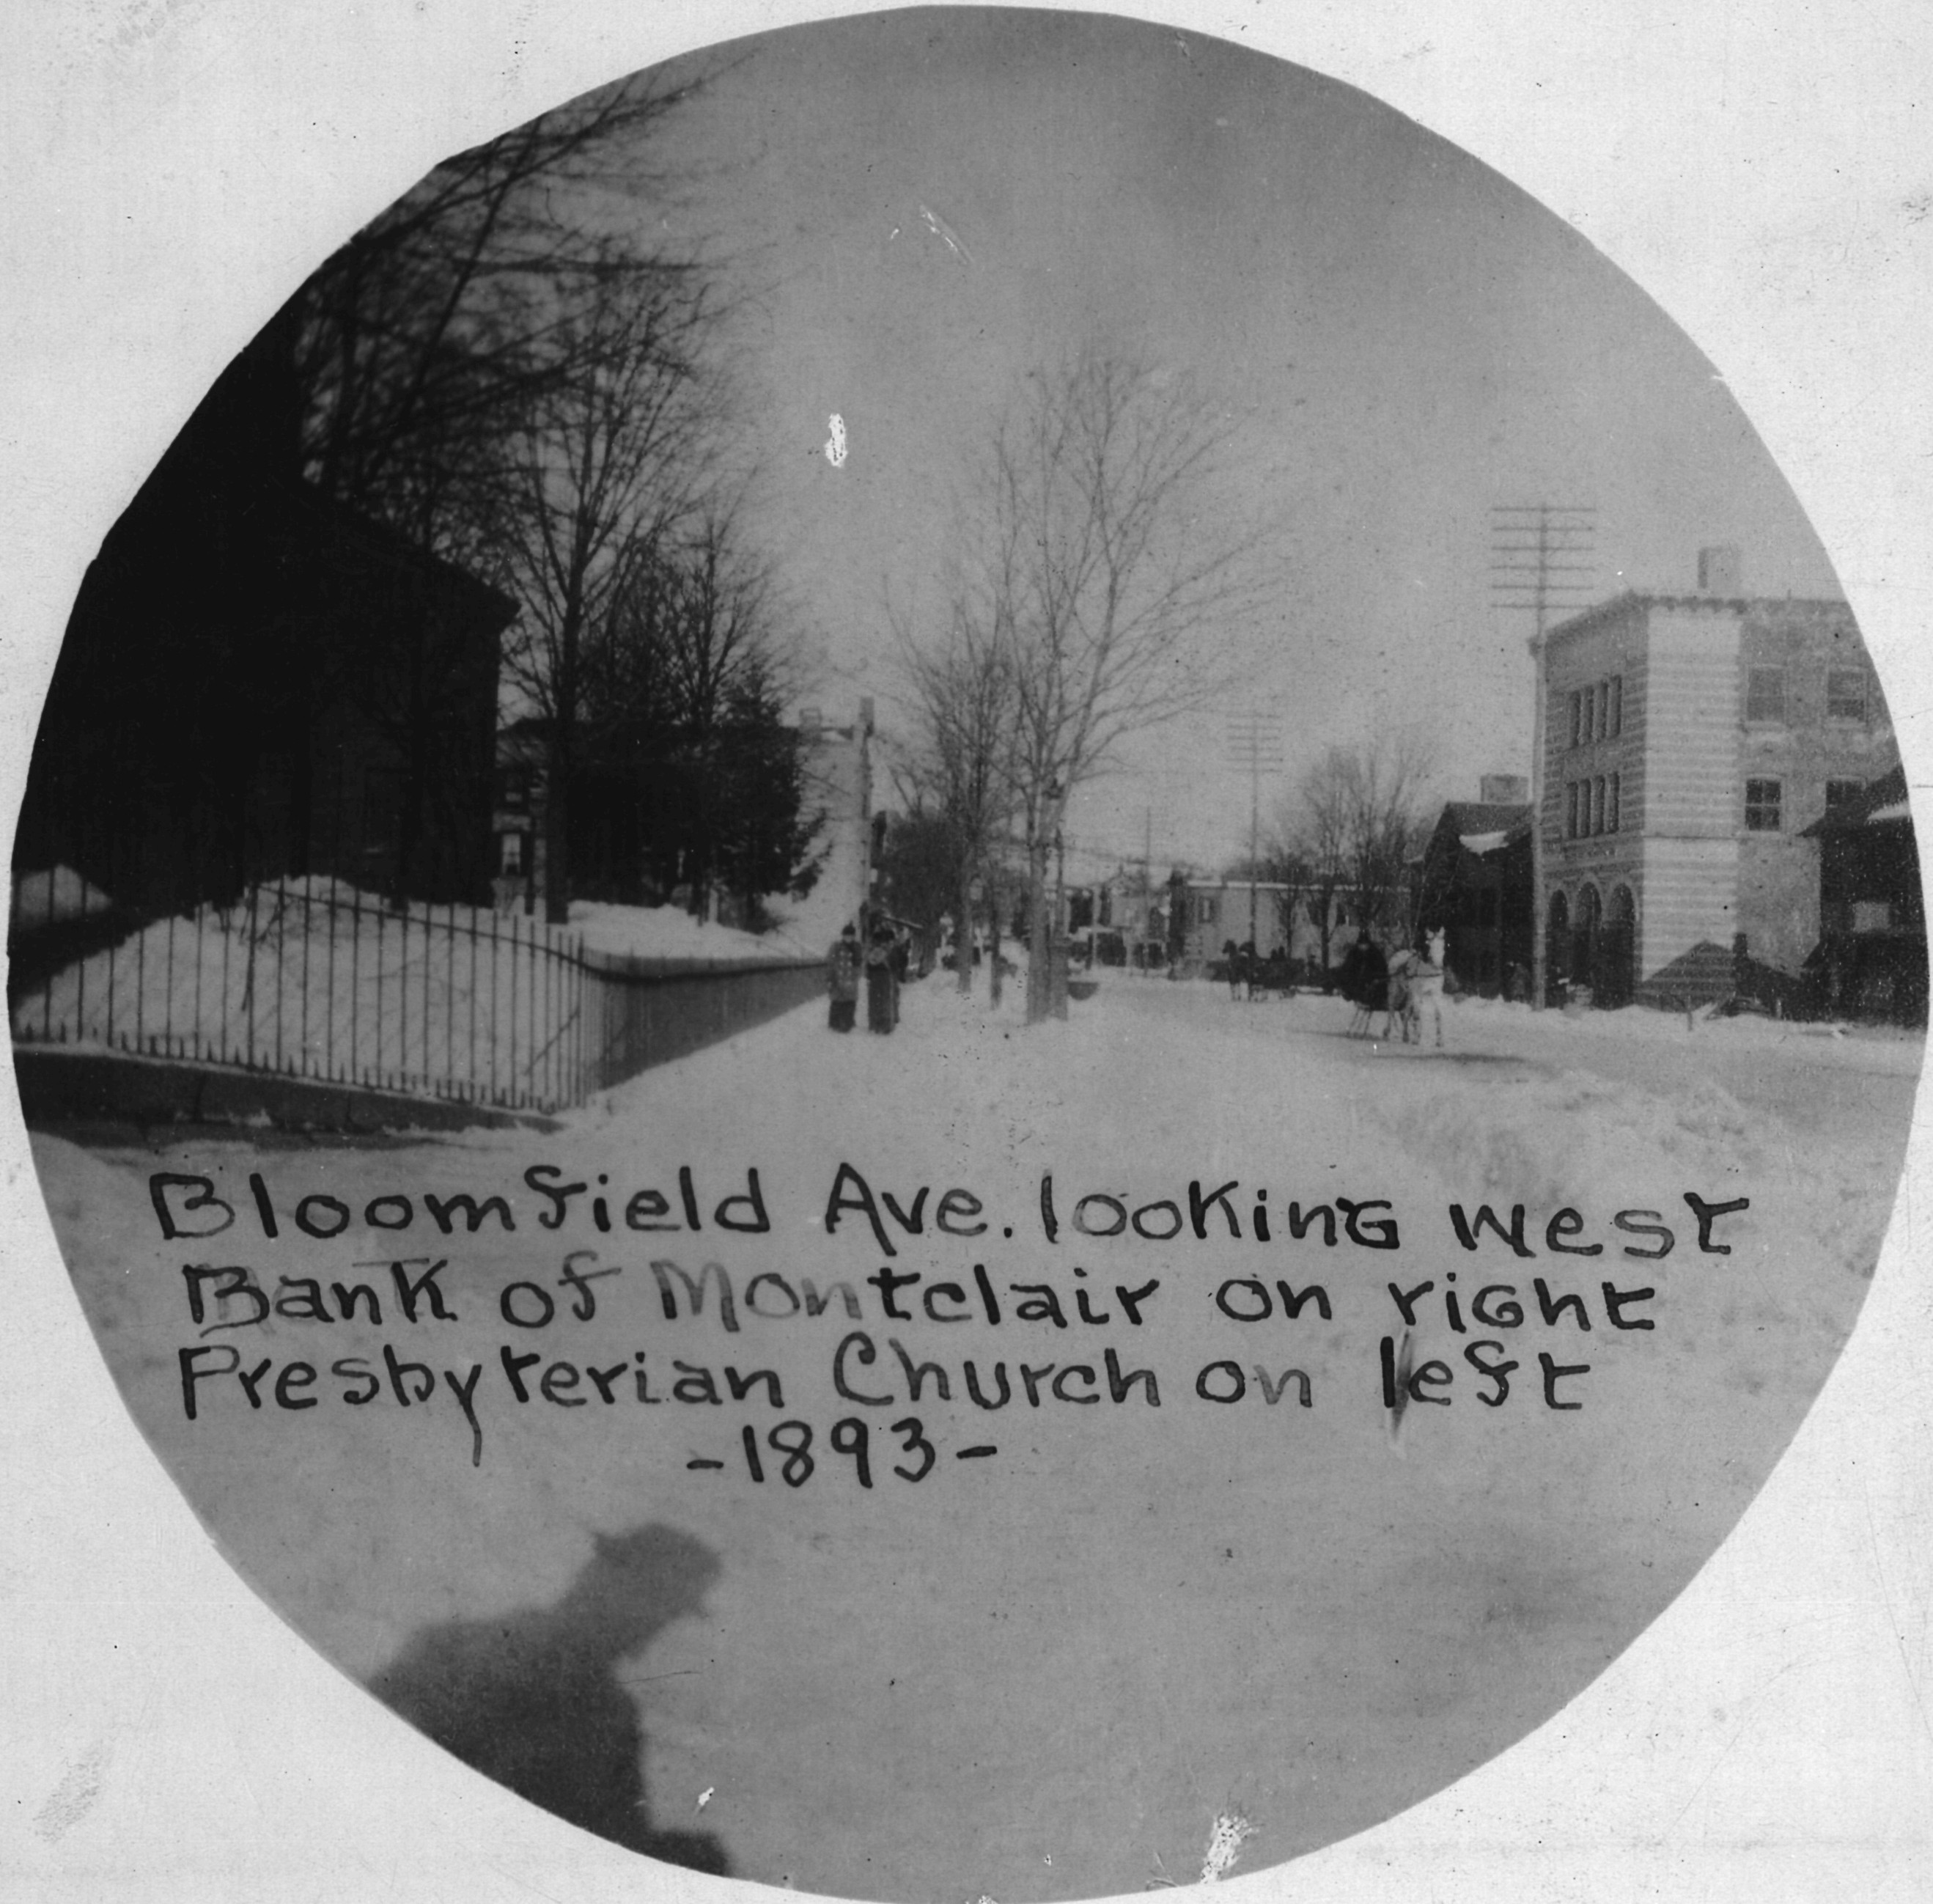 Bloomfield Ave. looking west
Bank of Montclair on right
Presbyterian Church on left
-1893-